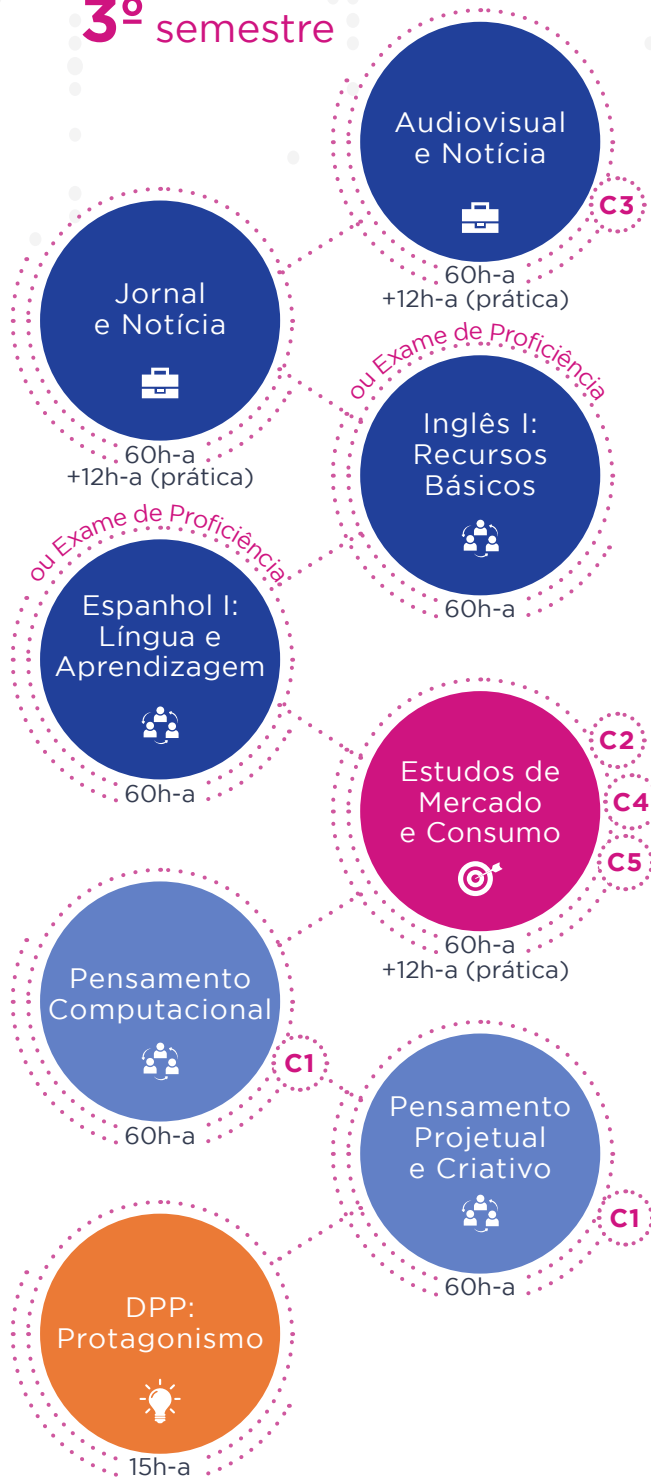 3º semestre
Audiovisual
e Notícia
C3
60h-a
+12h-a (prática)
Jornal
e Notícia
60h-a
+12h-a (prática)
ou Exame de Proficiência
Inglês I:
Recursos
Básicos
60h-a
ou Exame de Proficiência
Espanhol I:
Língua e
Aprendizagem
60h-a
Estudos de
Mercado
e Consumo
C2
C4
C5
60h-a
+12h-a (prática)
Pensamento
Computacional
C1
60h-a
Pensamento
Projetual
e Criativo
C1
60h-a
DPP:
Protagonismo
15h-a